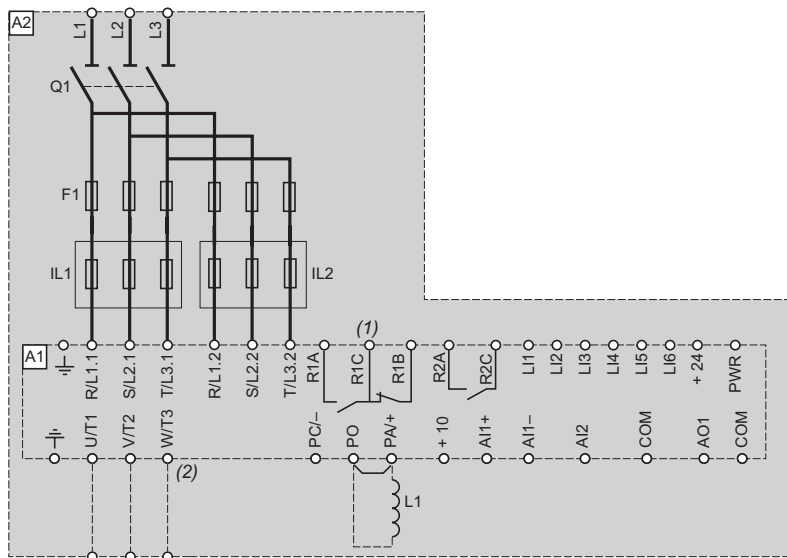 A2
L1
L2
L3
Q1
F1
IL1
IL2
(1)
A1
R/L1.1
S/L2.1
T/L3.1
R/L1.2
S/L2.2
T/L3.2
R1A
R1C
R1B
R2A
R2C
LI1
LI2
LI3
LI4
LI5
LI6
+ 24
PWR
U/T1
V/T2
W/T3
PC/–
PO
PA/+
+ 10
AI1+
AI1–
AI2
COM
AO1
COM
(2)
L1